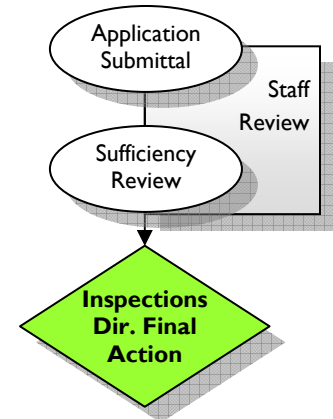 Application
Submittal
Staff
Review
Sufficiency
Review
Inspections
Dir. Final
Action